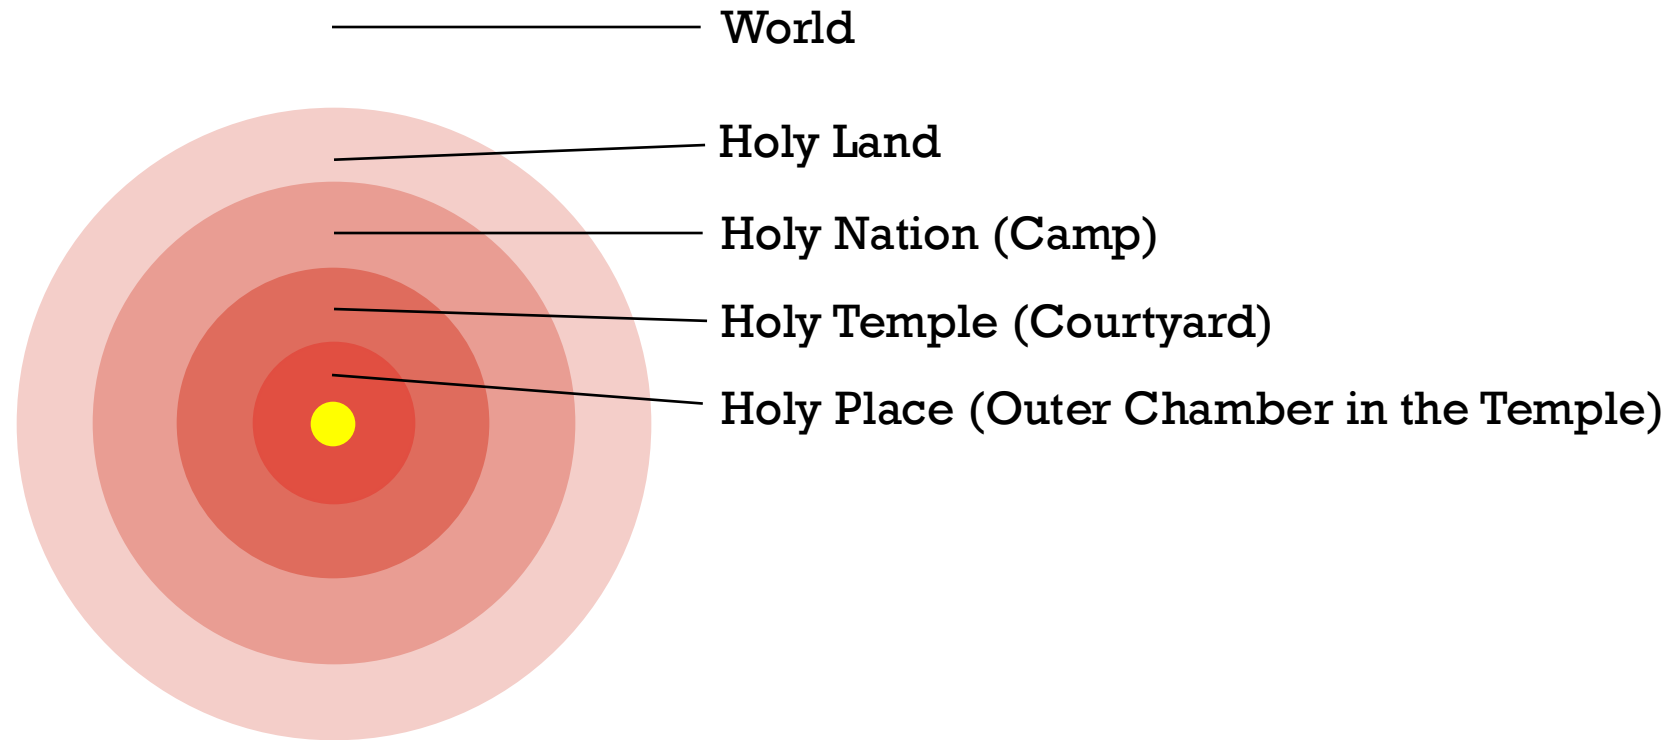 World
Holy Land
Holy Nation (Camp)
Holy Temple (Courtyard)
Holy Place (Outer Chamber in the Temple)